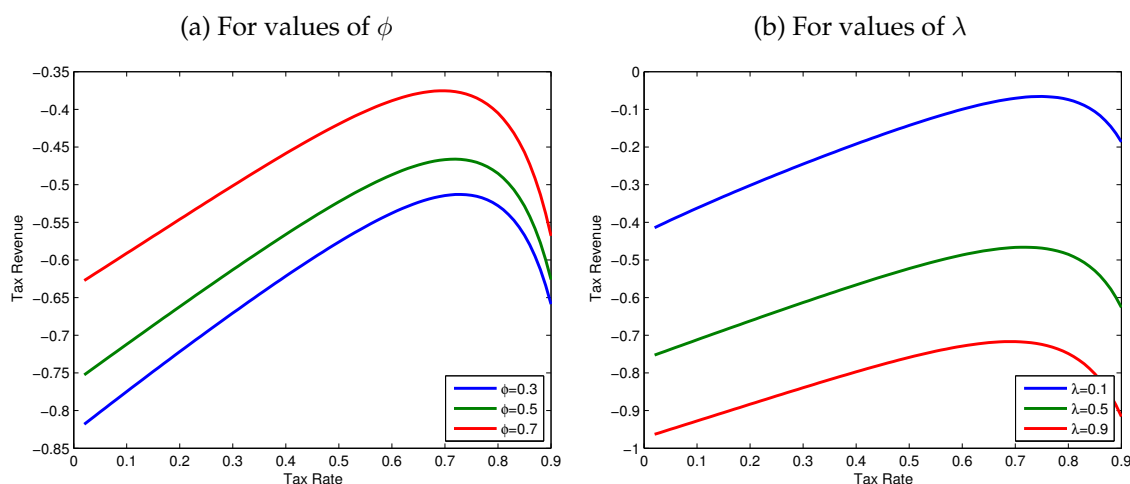 (a) For values of ϕ
−0.35
−0.4
−0.45
−0.5
−0.55
−0.6
−0.65
−0.7
−0.75
−0.8
−0.85
Tax Revenue
0 0.1 0.2 0.3 0.4 0.5 0.6 0.7 0.8 0.9
Tax Rate
ϕ=0.3
ϕ=0.5
ϕ=0.7
(b) For values of λ
0
−0.1
−0.2
−0.3
−0.4
−0.5
−0.6
−0.7
−0.8
−0.9
−1
Tax Revenue
0 0.1 0.2 0.3 0.4 0.5 0.6 0.7 0.8 0.9
Tax Rate
λ=0.1
λ=0.5
λ=0.9